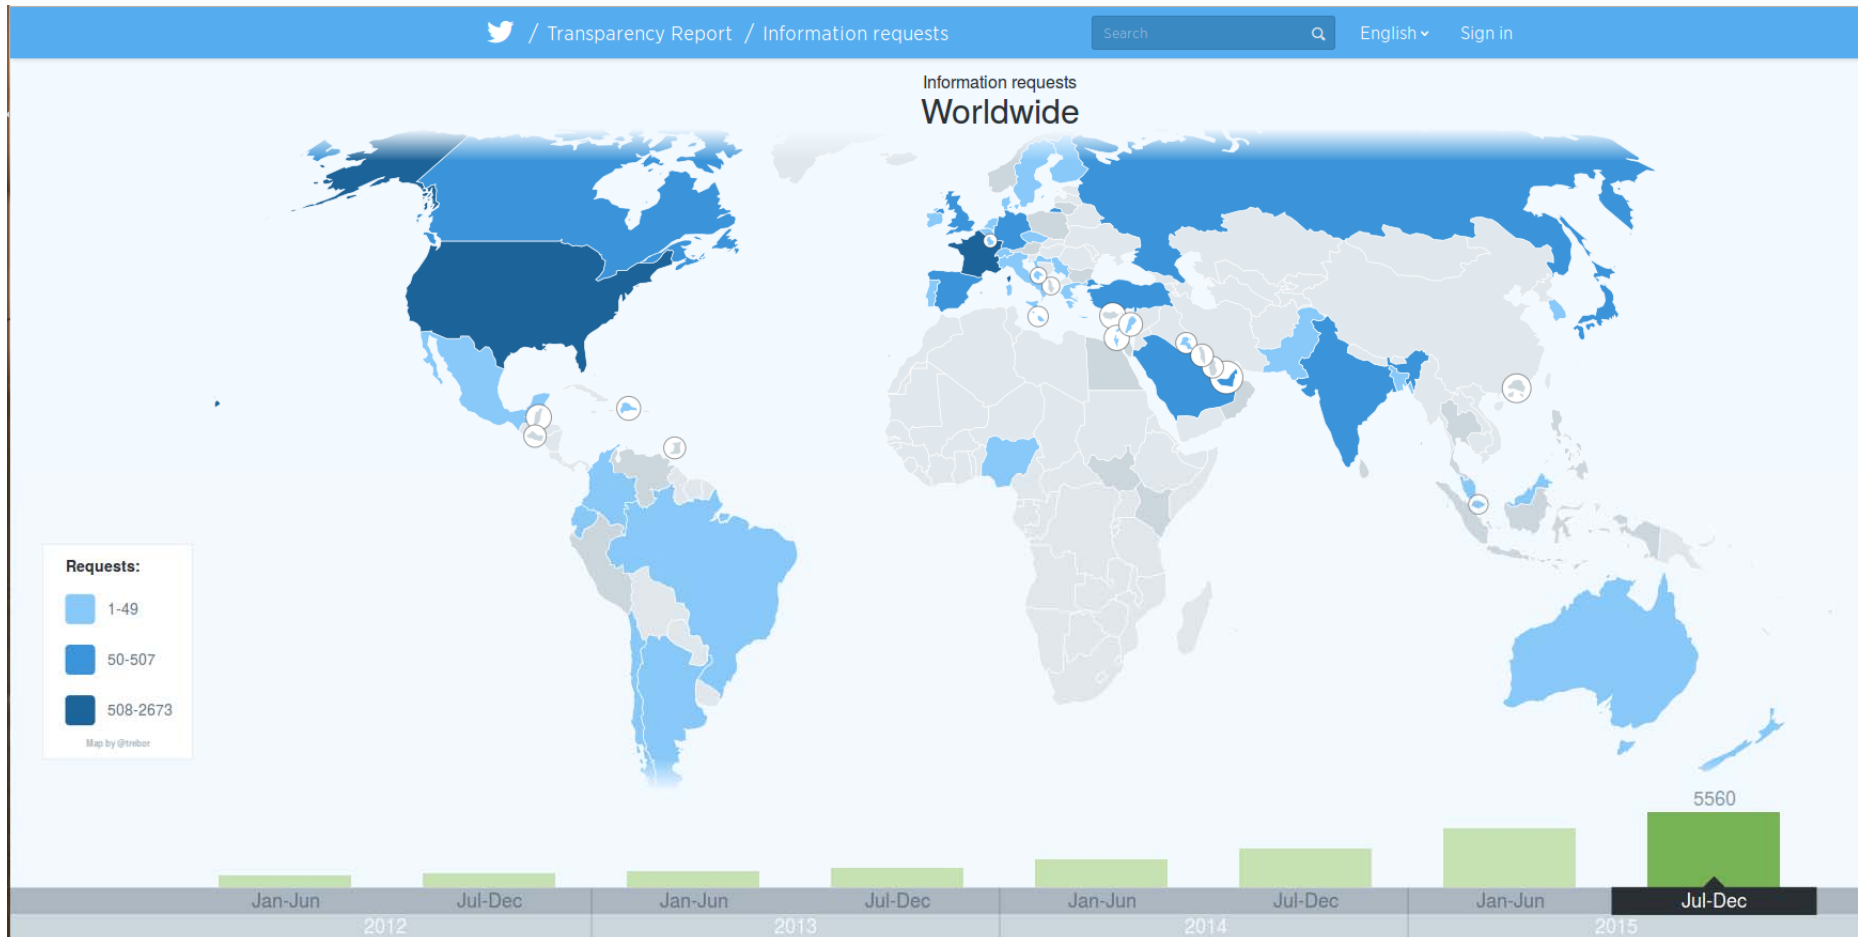 / Transparency Report / Information requests Search English Sign in
Information requests
Worldwide
Requests:
1-49
50-507
508-2673
Map by @trebor
5560
Jan-Jun Jul-Dec Jan-Jun Jul-Dec Jan-Jun Jul-Dec Jan-Jun Jul-Dec
2012 2013 2014 2015